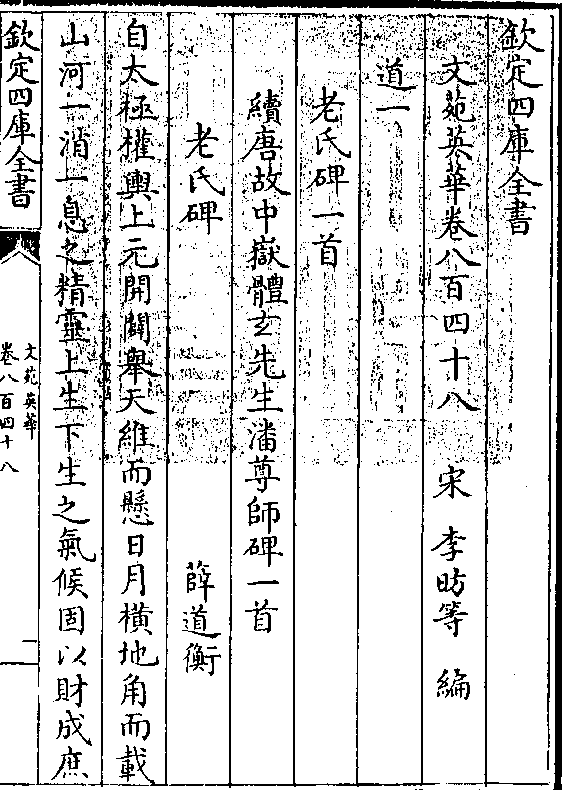 欽定四庫全書
文苑英華卷八百四十八 宋 李昉等 編
道一
老氏碑一首
續唐故中嶽體玄先生潘尊師碑一首
老氏碑 薛道衡
自太極權輿上元開闢舉天維而懸日月橫地角而載
山河一消一息之精靈上生下生之氣候固以財成庶
欽定四庫全書
文苑英華
卷八百四十八
二